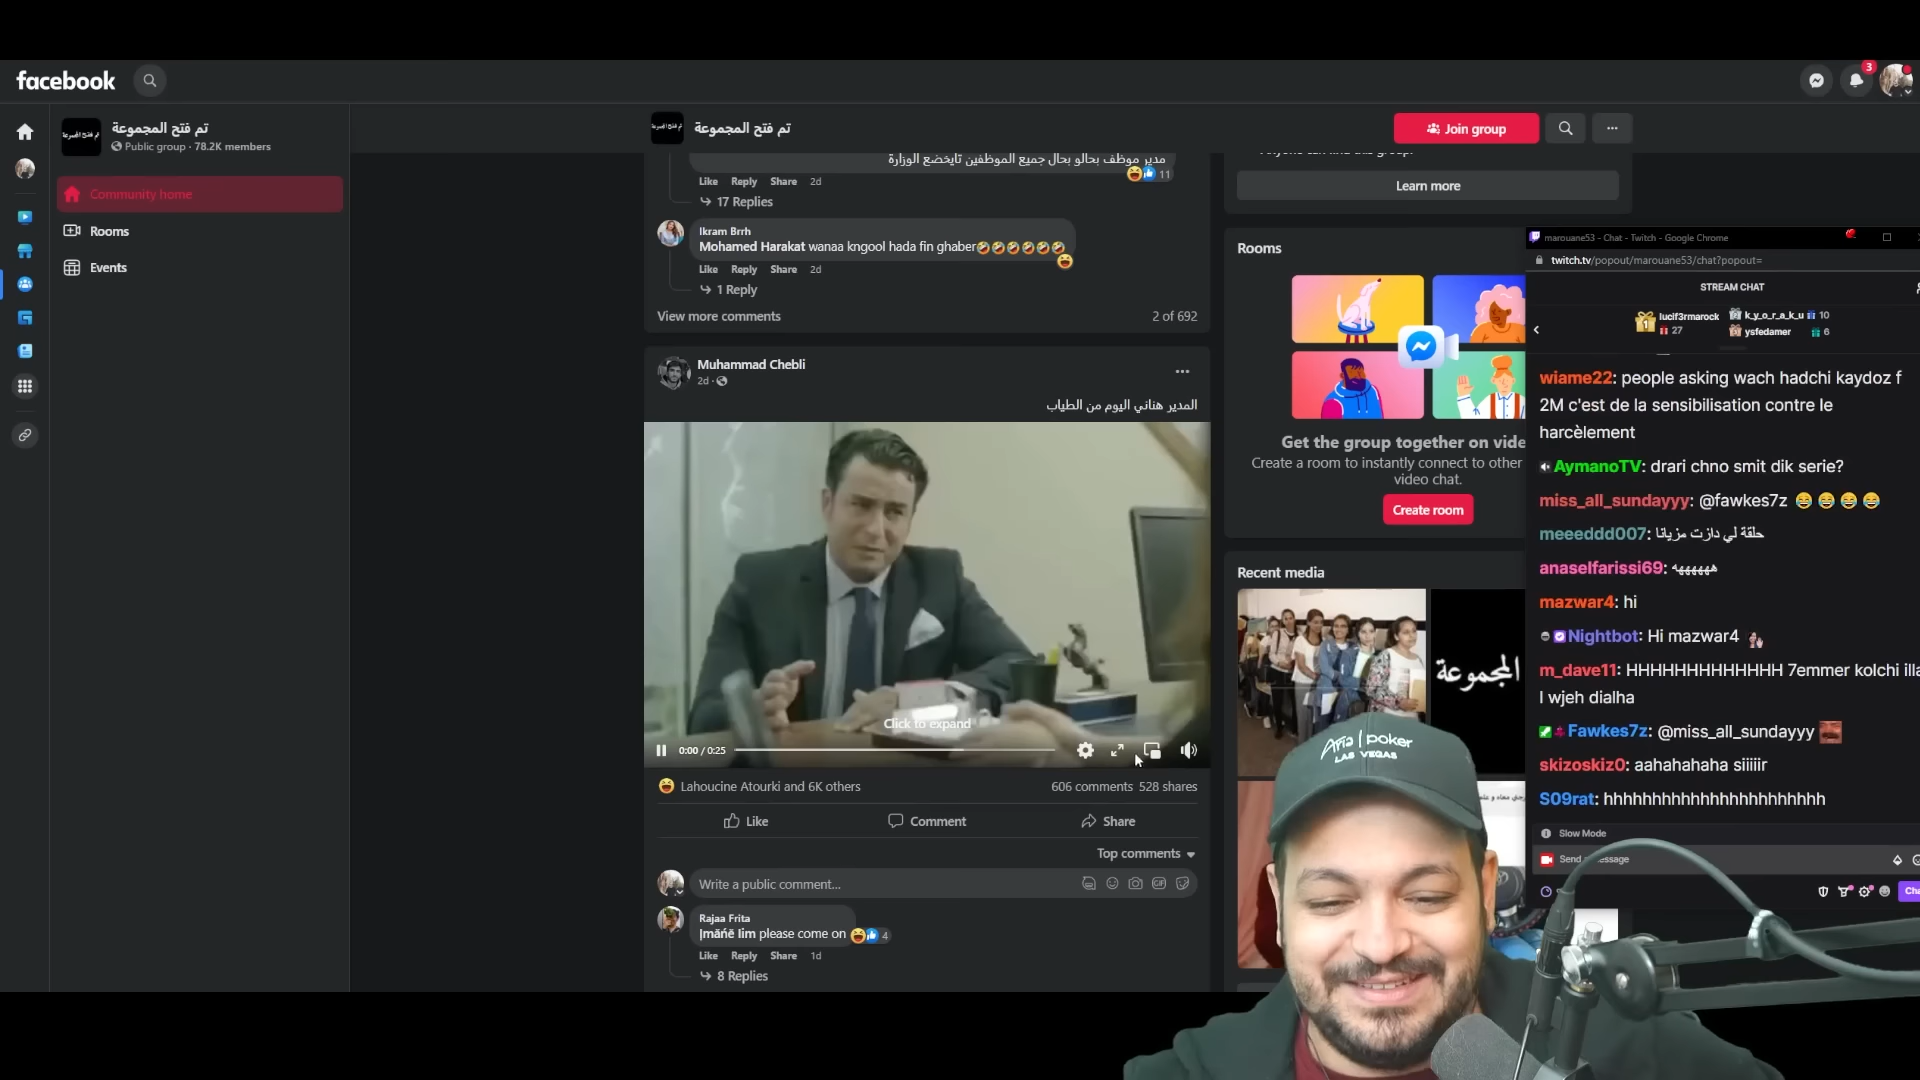 facebook
3
تم فتح المجموعة
Public group · 78.2K members
Community home
Rooms
Events
تم فتح المجموعة
Join group
مدير موظف بحالو بحال جميع الموظفين تايخضع الوزارة
11
Like Reply Share 2d
17 Replies
Ikram Brrh
Mohamed Harakat wanaa kngool hada fin ghaber🤣🤣🤣🤣🤣🤣
Like Reply Share 2d
1 Reply
View more comments
2 of 692
Muhammad Chebli
2d ·
المدير هناني اليوم من الطياب
Click to expand
0:00 / 0:25
Lahoucine Atourki and 6K others
606 comments 528 shares
Like
Comment
Share
Top comments
Write a public comment...
Rajaa Frita
Įmăńĕ lim please come on
4
Like Reply Share 1d
8 Replies
Learn more
Rooms
Get the group together on vide
Create a room to instantly connect to other
video chat.
Create room
Recent media
المجموعة
Aria | poker
LAS VEGAS
marouane53 - Chat - Twitch - Google Chrome
twitch.tv/popout/marouane53/chat?popout=
STREAM CHAT
1
lucif3rmarock
27
k_y_o_r_a_k_u 10
ysfedamer 6
wiame22: people asking wach hadchi kaydoz f
2M c'est de la sensibilisation contre le
harcèlement
AymanoTV: drari chno smit dik serie?
miss_all_sundayyy: @fawkes7z 😂 😂 😂 😂
meeeddd007: حلقة لي دازت مزيانا
anaselfarissi69: هههههه
mazwar4: hi
Nightbot: Hi mazwar4
m_dave11: HHHHHHHHHHHHH 7emmer kolchi illa
l wjeh dialha
Fawkes7z: @miss_all_sundayyy
skizoskiz0: aahahahaha siiiiir
S09rat: hhhhhhhhhhhhhhhhhhhhhhh
Slow Mode
Send
Cha